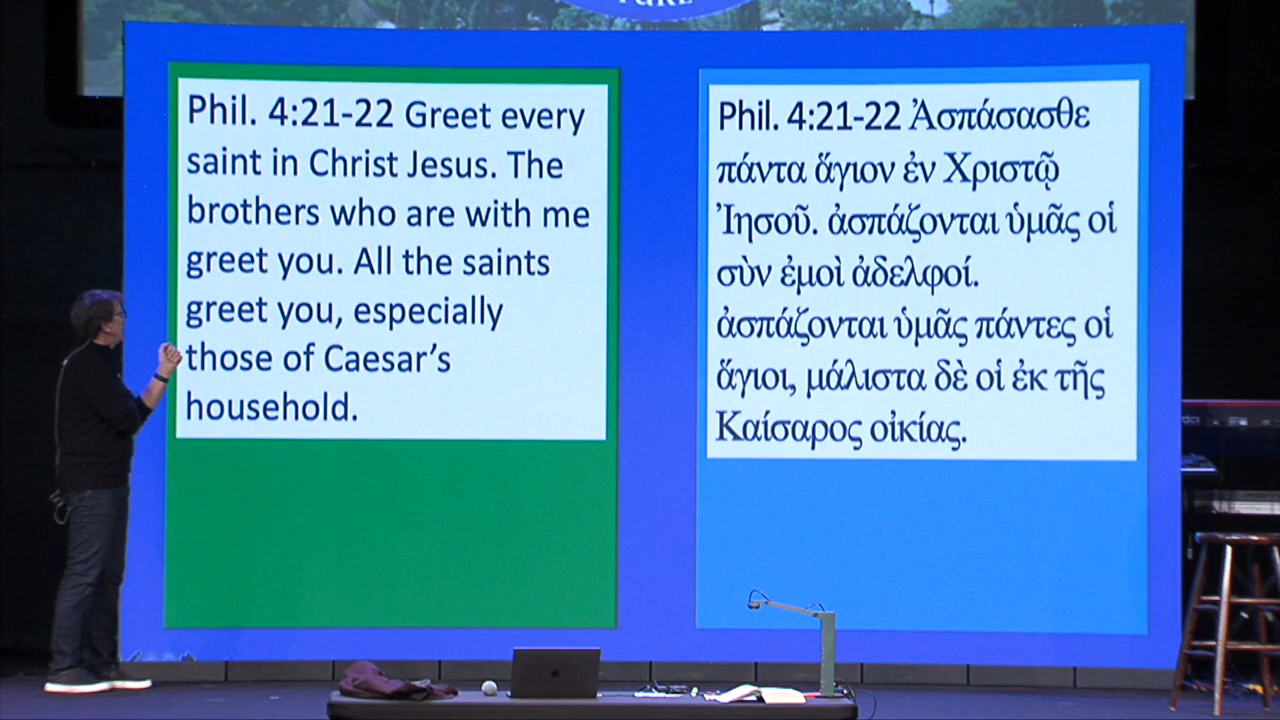 Phil. 4:21-22 Greet every
saint in Christ Jesus. The
brothers who are with me
greet you. All the saints
greet you, especially
those of Caesar’s
household.
Phil. 4:21-22 Ἀσπάσασθε
πάντα ἅγιον ἐν Χριστῷ
Ἰησοῦ. ἀσπάζονται ὑμᾶς οἱ
σὺν ἐμοὶ ἀδελφοί.
ἀσπάζονται ὑμᾶς πάντες οἱ
ἅγιοι, μάλιστα δὲ οἱ ἐκ τῆς
Καίσαρος οἰκίας.